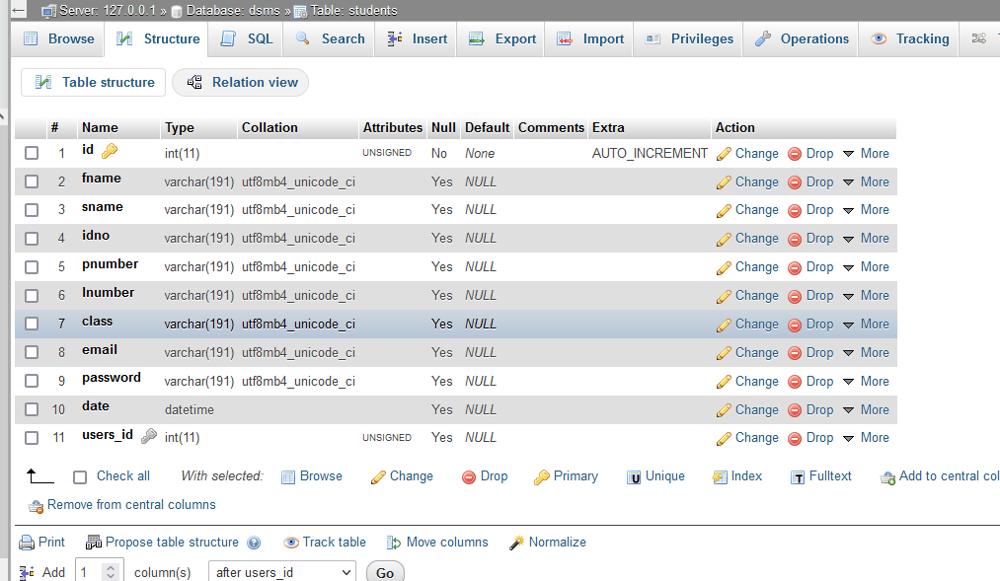 Server: 127.0.0.1 » Database: dsms » Table: students
Browse Structure SQL Search Insert Export Import Privileges Operations Tracking
Table structure Relation view
# Name Type Collation Attributes Null Default Comments Extra Action
1 id int(11) UNSIGNED No None AUTO_INCREMENT Change Drop More
2 fname varchar(191) utf8mb4_unicode_ci Yes NULL Change Drop More
3 sname varchar(191) utf8mb4_unicode_ci Yes NULL Change Drop More
4 idno varchar(191) utf8mb4_unicode_ci Yes NULL Change Drop More
5 pnumber varchar(191) utf8mb4_unicode_ci Yes NULL Change Drop More
6 lnumber varchar(191) utf8mb4_unicode_ci Yes NULL Change Drop More
7 class varchar(191) utf8mb4_unicode_ci Yes NULL Change Drop More
8 email varchar(191) utf8mb4_unicode_ci Yes NULL Change Drop More
9 password varchar(191) utf8mb4_unicode_ci Yes NULL Change Drop More
10 date datetime Yes NULL Change Drop More
11 users_id int(11) UNSIGNED Yes NULL Change Drop More
Check all With selected: Browse Change Drop Primary Unique Index Fulltext Add to central col
Remove from central columns
Print Propose table structure Track table Move columns Normalize
Add 1 column(s) after users_id Go